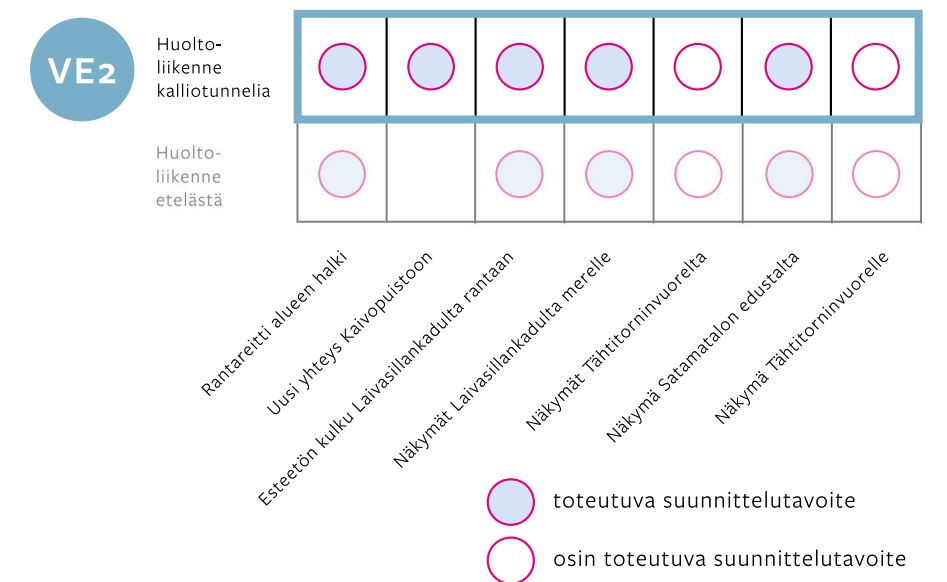 VE2
Huolto-
liikenne
kalliotunnelia
Huolto-
liikenne
etelästä
Rantareitti alueen halki
Uusi yhteys Kaivopuistoon
Esteetön kulku Laivasillankadulta rantaan
Näkymät Laivasillankadulta merelle
Näkymät Tähtitorninvuorelta
Näkymä Satamatalon edustalta
Näkymä Tähtitorninvuorelle
toteutuva suunnittelutavoite
osin toteutuva suunnittelutavoite